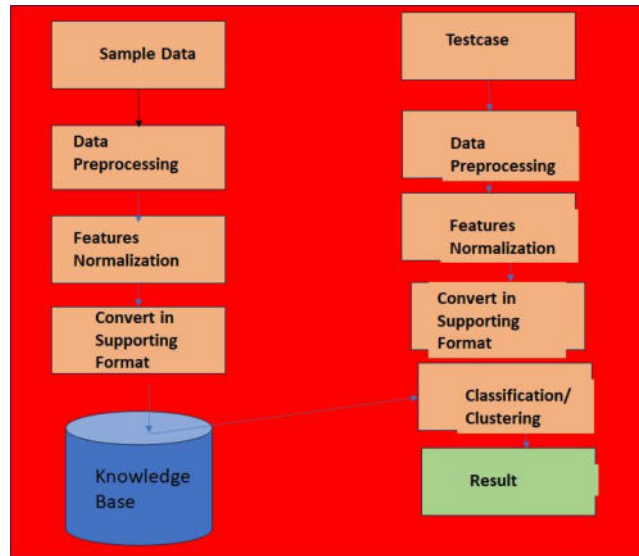 Sample Data
Data
Preprocessing
Features
Normalization
Convert in
Supporting
Format
Knowledge
Base
Testcase
Data
Preprocessing
Features
Normalization
Convert in
Supporting
Format
Classification/
Clustering
Result